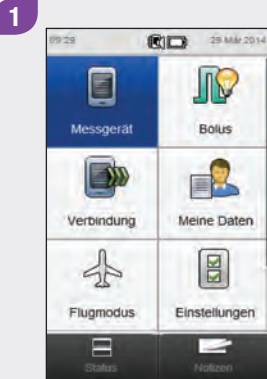 1
09:29 29 Mär 2014
Messgerät Bolus
Verbindung Meine Daten
Flugmodus Einstellungen
Status Notizen